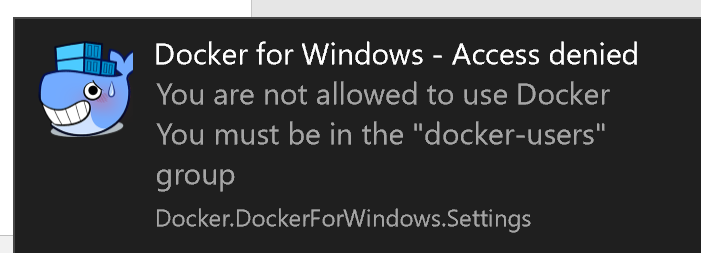 Docker for Windows - Access denied
You are not allowed to use Docker
You must be in the "docker-users"
group
Docker.DockerForWindows.Settings